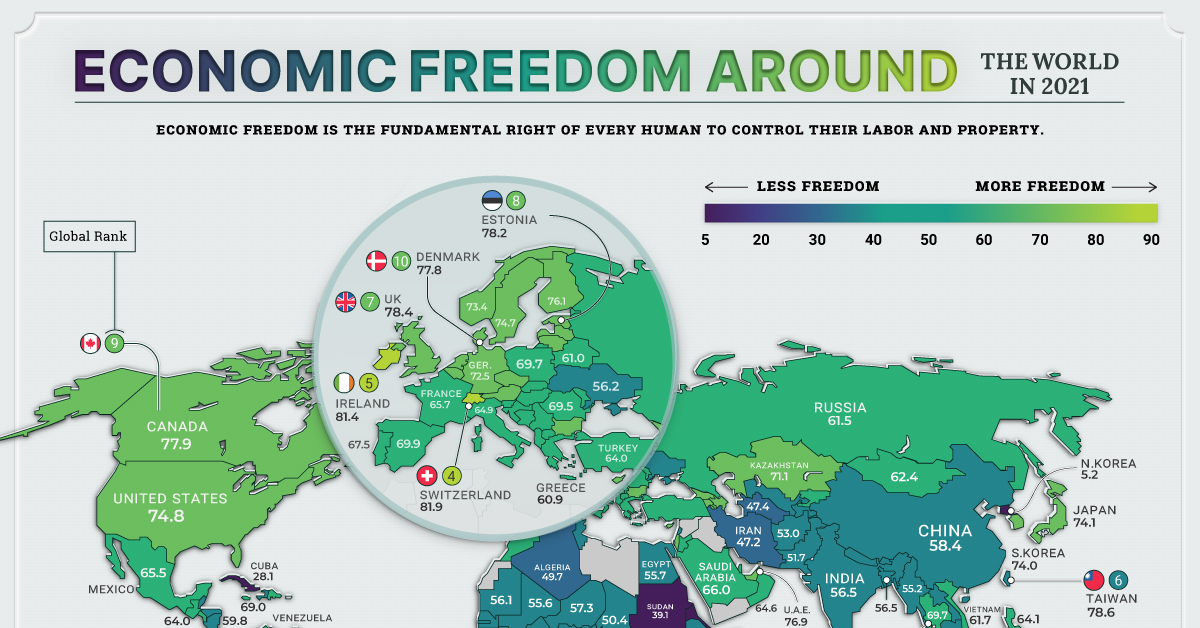 ECONOMIC FREEDOM AROUND THE WORLD
IN 2021
ECONOMIC FREEDOM IS THE FUNDAMENTAL RIGHT OF EVERY HUMAN TO CONTROL THEIR LABOR AND PROPERTY.
LESS FREEDOM MORE FREEDOM
5 20 30 40 50 60 70 80 90
Global Rank
9
CANADA
77.9
UNITED STATES
74.8
MEXICO
65.5
CUBA
28.1
69.0
64.0
59.8
VENEZUELA
8
ESTONIA
78.2
10 DENMARK
77.8
7 UK
78.4
5
IRELAND
81.4
4
SWITZERLAND
81.9
73.4
74.7
76.1
GER.
72.5
69.7
61.0
56.2
FRANCE
65.7
64.9
69.5
67.5
69.9
TURKEY
64.0
GREECE
60.9
RUSSIA
61.5
KAZAKHSTAN
71.1
62.4
N.KOREA
5.2
JAPAN
74.1
S.KOREA
74.0
CHINA
58.4
6
TAIWAN
78.6
47.4
IRAN
47.2
53.0
51.7
INDIA
56.5
56.5
55.2
69.7
VIETNAM
61.7
64.1
SAUDI
ARABIA
66.0
64.6
U.A.E.
76.9
ALGERIA
49.7
EGYPT
55.7
SUDAN
39.1
56.1
55.6
57.3
50.4